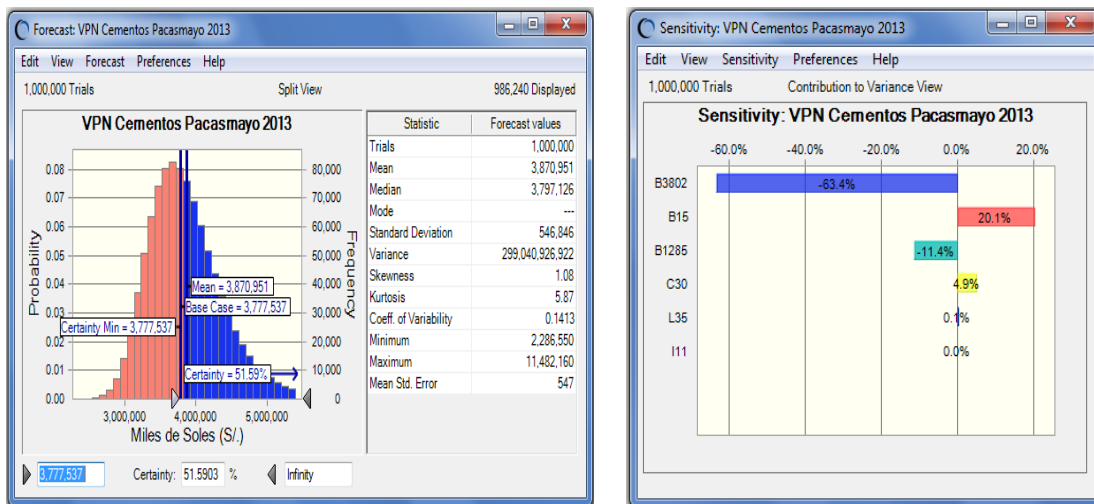 Forecast: VPN Cementos Pacasmayo 2013
Edit View Forecast Preferences Help
1,000,000 Trials Split View 986,240 Displayed
VPN Cementos Pacasmayo 2013
Probability
0.08
0.07
0.06
0.05
0.04
0.03
0.02
0.01
0.00
80,000
70,000
60,000
50,000
40,000
30,000
20,000
10,000
0
Frequency
Mean = 3,870,951
Base Case = 3,777,537
Certainty Min = 3,777,537
Certainty = 51.59%
3,000,000 4,000,000 5,000,000
Miles de Soles (S/.)
Statistic Forecast values
Trials 1,000,000
Mean 3,870,951
Median 3,797,126
Mode ---
Standard Deviation 546,846
Variance 299,040,926,922
Skewness 1.08
Kurtosis 5.87
Coeff. of Variability 0.1413
Minimum 2,286,550
Maximum 11,482,160
Mean Std. Error 547
3,777,537 Certainty: 51.5903 % Infinity
Sensitivity: VPN Cementos Pacasmayo 2013
Edit View Sensitivity Preferences Help
1,000,000 Trials Contribution to Variance View
Sensitivity: VPN Cementos Pacasmayo 2013
-60.0% -40.0% -20.0% 0.0% 20.0%
B3802 -63.4%
B15 20.1%
B1285 -11.4%
C30 4.9%
L35 0.1%
I11 0.0%